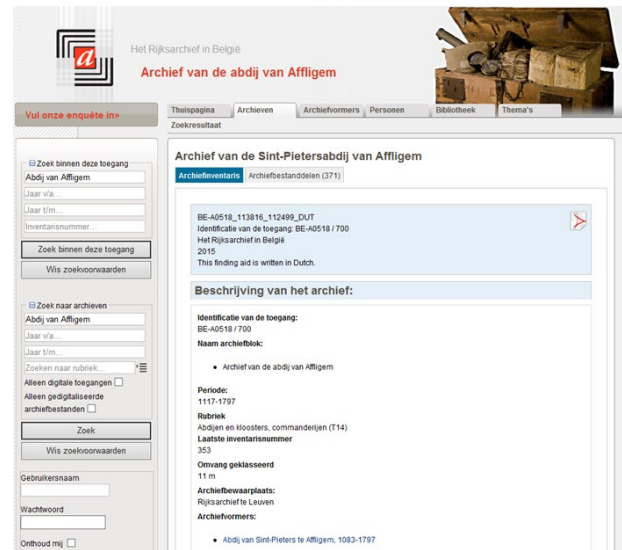 a
Het Rijksarchief in België
Archief van de abdij van Affligem
Vul onze enquête in»
Thuispagina Archieven Archiefvormers Personen Bibliotheek Thema's
Zoekresultaat
Zoek binnen deze toegang
Abdij van Affligem
Jaar v/a...
Jaar t/m...
Inventarisnummer...
Zoek binnen deze toegang
Wis zoekvoorwaarden
Zoek naar archieven
Abdij van Affligem
Jaar v/a...
Jaar t/m...
Zoeken naar rubriek...
Alleen digitale toegangen
Alleen gedigitaliseerde
archiefbestanden
Zoek
Wis zoekvoorwaarden
Gebruikersnaam
Wachtwoord
Onthoud mij
Archief van de Sint-Pietersabdij van Affligem
Archiefinventaris Archiefbestanddelen (371)
BE-A0518_113816_112499_DUT
Identificatie van de toegang: BE-A0518 / 700
Het Rijksarchief in België
2015
This finding aid is written in Dutch.
Beschrijving van het archief:
Identificatie van de toegang:
BE-A0518 / 700
Naam archiefblok:
Archief van de abdij van Affligem
Periode:
1117-1797
Rubriek
Abdijen en kloosters, commanderijen (T14)
Laatste inventarisnummer
353
Omvang geklasseerd
11 m
Archiefbewaarplaats:
Rijksarchief te Leuven
Archiefvormers:
Abdij van Sint-Pieters te Affligem, 1083-1797